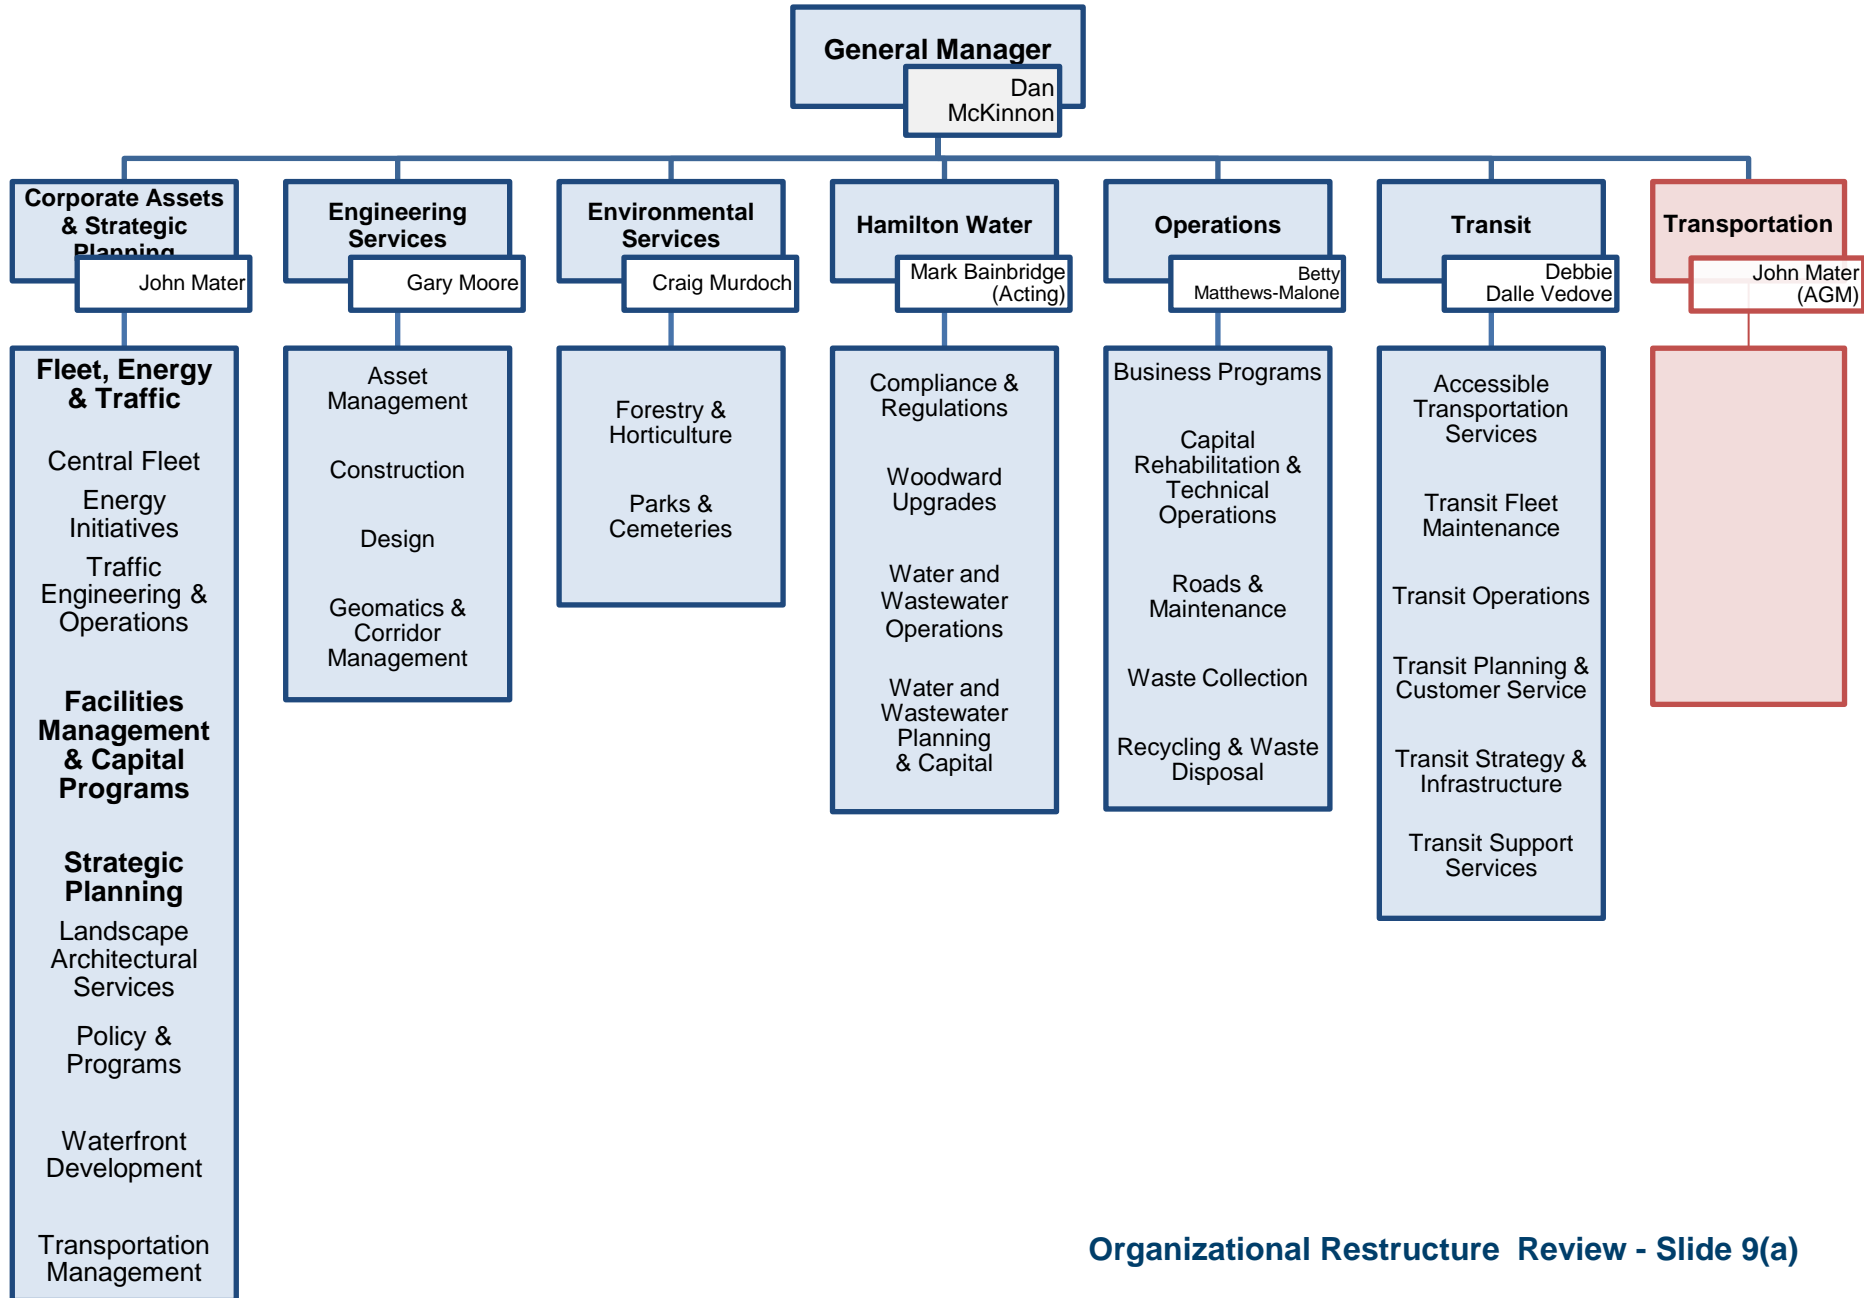 General Manager
Dan
McKinnon
Corporate Assets
& Strategic
Planning
John Mater
Engineering
Services
Gary Moore
Environmental
Services
Craig Murdoch
Hamilton Water
Mark Bainbridge
(Acting)
Operations
Betty
Matthews-Malone
Transit
Debbie
Dalle Vedove
Transportation
John Mater
(AGM)
Fleet, Energy
& Traffic
Central Fleet
Energy
Initiatives
Traffic
Engineering &
Operations
Facilities
Management
& Capital
Programs
Strategic
Planning
Landscape
Architectural
Services
Policy &
Programs
Waterfront
Development
Transportation
Management
Asset
Management
Construction
Design
Geomatics &
Corridor
Management
Forestry &
Horticulture
Parks &
Cemeteries
Compliance &
Regulations
Woodward
Upgrades
Water and
Wastewater
Operations
Water and
Wastewater
Planning
& Capital
Business Programs
Capital
Rehabilitation &
Technical
Operations
Roads &
Maintenance
Waste Collection
Recycling & Waste
Disposal
Accessible
Transportation
Services
Transit Fleet
Maintenance
Transit Operations
Transit Planning &
Customer Service
Transit Strategy &
Infrastructure
Transit Support
Services
Organizational Restructure  Review - Slide 9(a)